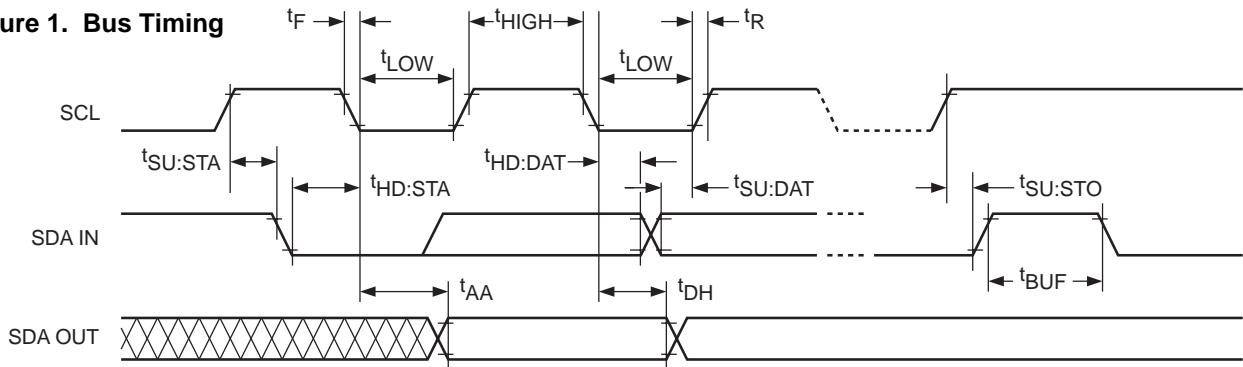 ure 1. Bus Timing
tF
tHIGH
tR
tLOW
tLOW
SCL
tSU:STA
tHD:STA
tHD:DAT
tSU:DAT
tSU:STO
SDA IN
tBUF
tAA
tDH
SDA OUT